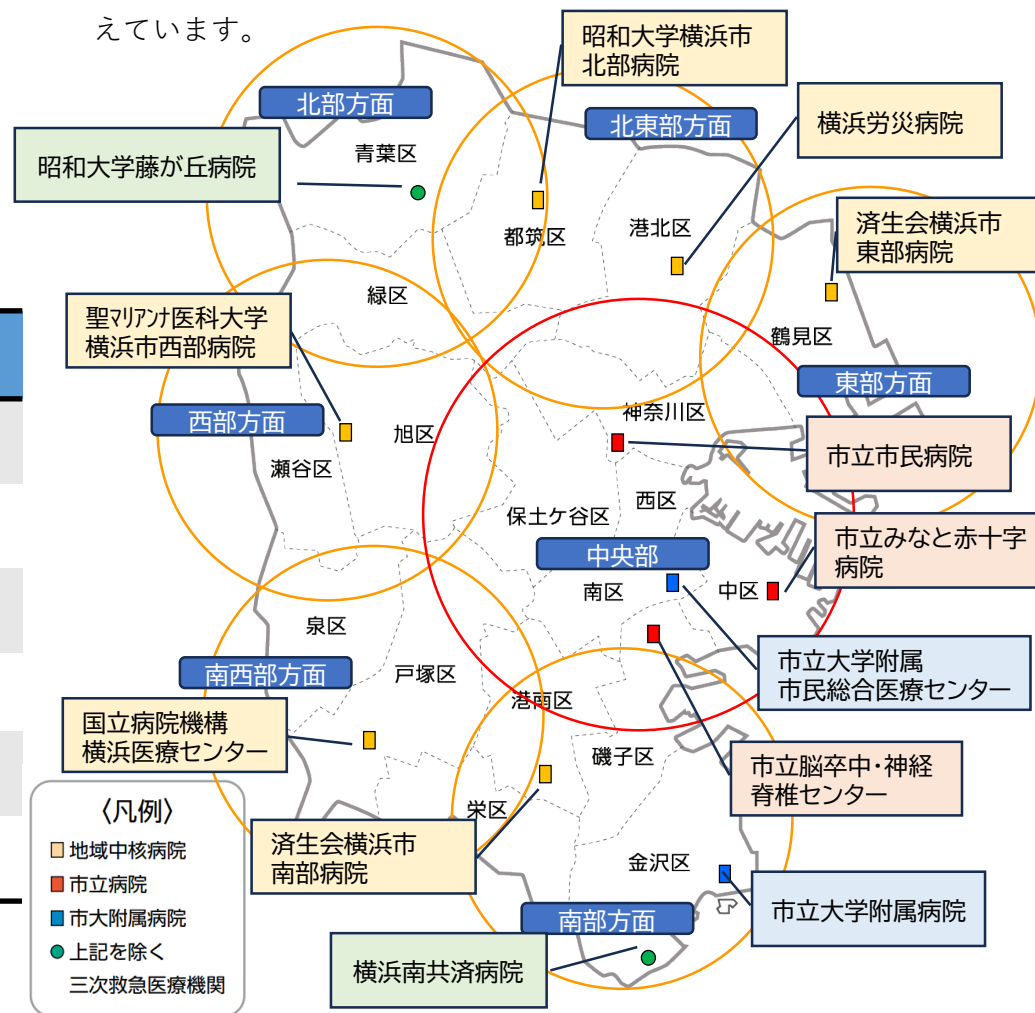 えています。
昭和大学横浜市
北部病院
北部方面
北東部方面
横浜労災病院
青葉区
昭和大学藤が丘病院
都筑区
港北区
済生会横浜市
東部病院
緑区
聖マリアンナ医科大学
横浜市西部病院
鶴見区
東部方面
西部方面
旭区
神奈川区
市立市民病院
瀬谷区
西区
保土ケ谷区
市立みなと赤十字
病院
中央部
南区
中区
泉区
市立大学附属
市民総合医療センター
南西部方面
戸塚区
港南区
国立病院機構
横浜医療センター
磯子区
市立脳卒中・神経
脊椎センター
〈凡例〉
地域中核病院
市立病院
市大附属病院
上記を除く
三次救急医療機関
栄区
済生会横浜市
南部病院
金沢区
市立大学附属病院
南部方面
横浜南共済病院